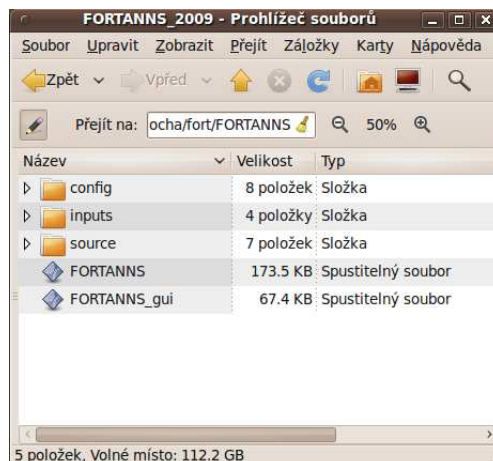 FORTANNS_2009 - Prohlížeč souborů
Soubor Upravit Zobrazit Přejít Záložky Karty Nápověda
Zpět Vpřed
Přejít na: ocha/fort/FORTANNS 50%
Název Velikost Typ
config 8 položek Složka
inputs 4 položky Složka
source 7 položek Složka
FORTANNS 173.5 KB Spustitelný soubor
FORTANNS_gui 67.4 KB Spustitelný soubor
5 položek, Volné místo: 112.2 GB